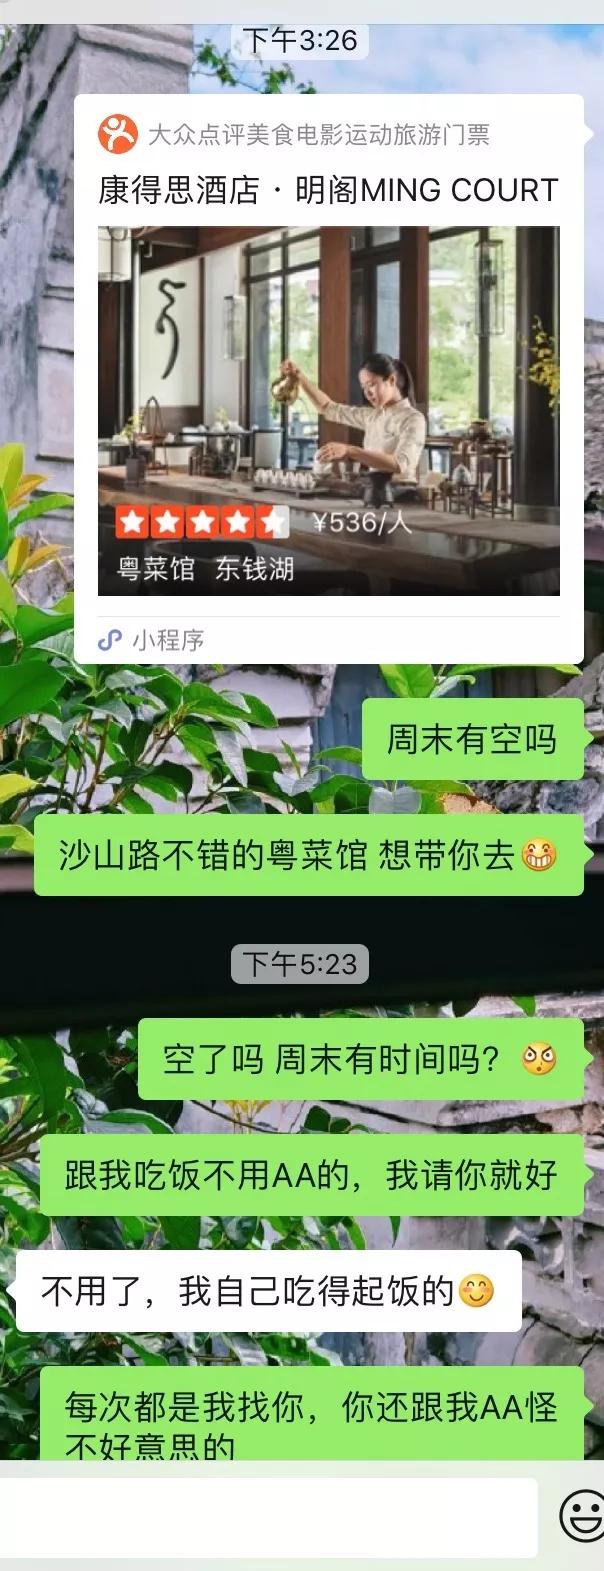 下午3:26
大众点评美食电影运动旅游门票
康得思酒店·明阁MING COURT
¥536/人
粤菜馆 东钱湖
小程序
周末有空吗
沙山路不错的粤菜馆 想带你去😁
下午5:23
空了吗 周末有时间吗？
跟我吃饭不用AA的，我请你就好
不用了，我自己吃得起饭的😊
每次都是我找你，你还跟我AA怪
不好意思的